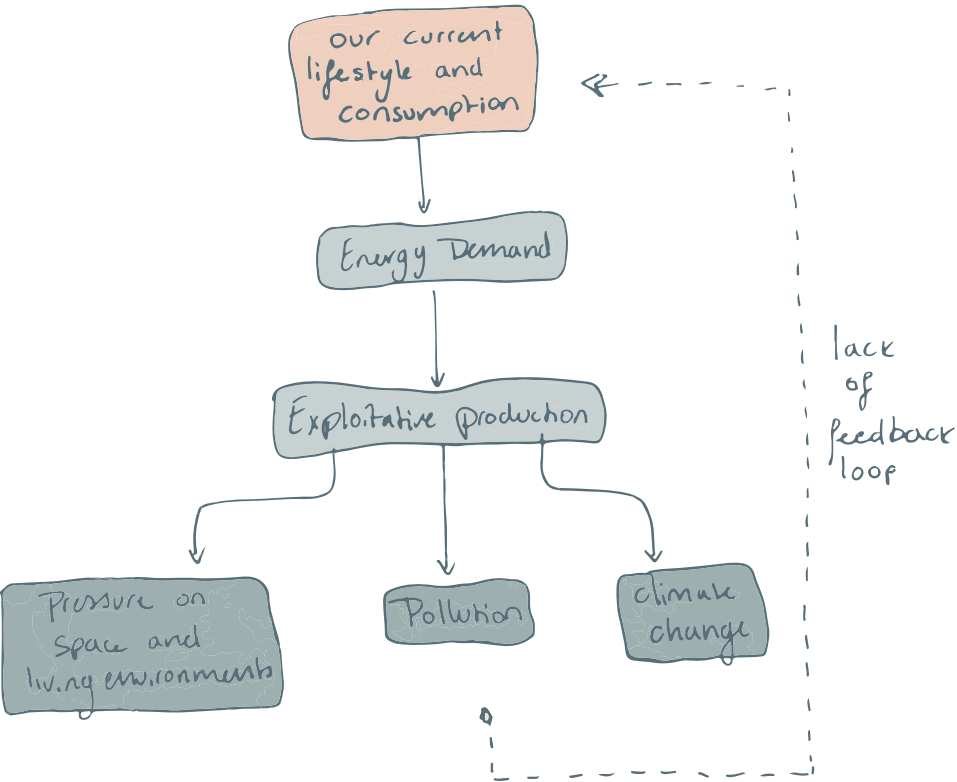 our current
lifestyle and
consumption
Energy Demand
Exploitative production
lack
of
feedback
loop
Pressure on
space and
living environments
Pollution
climate
change